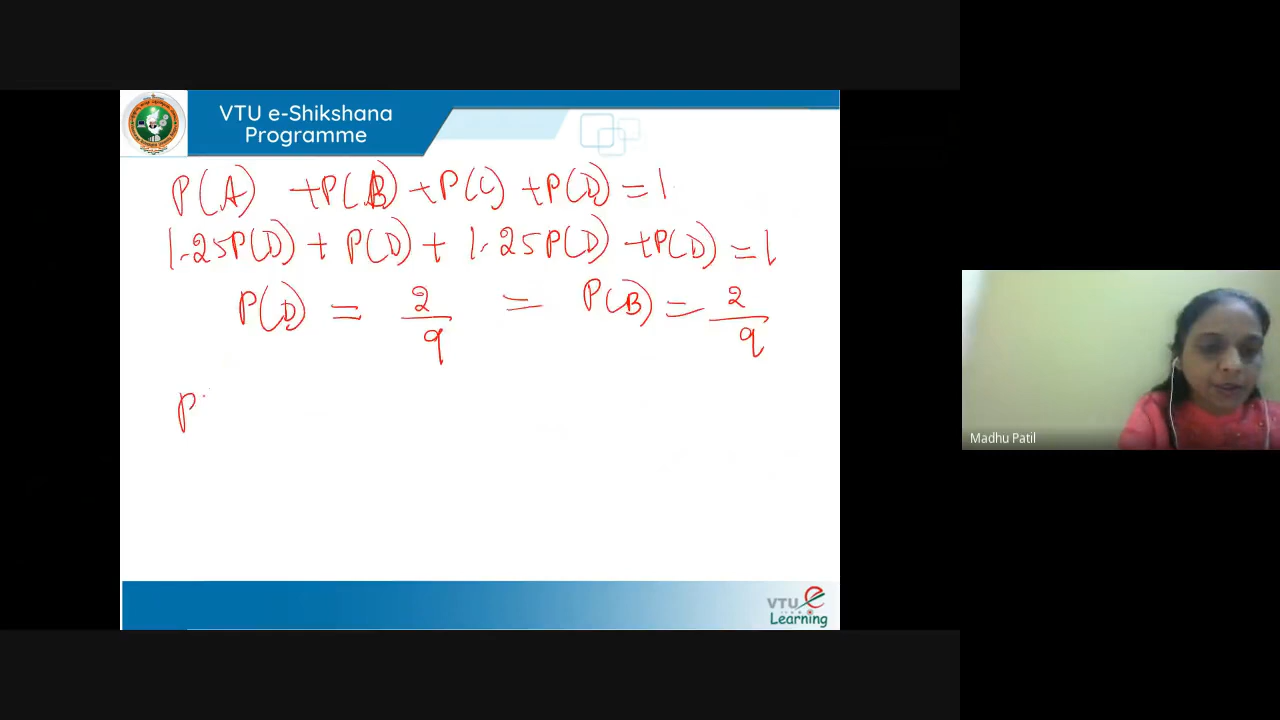 VTU e-Shikshana
Programme
P(A) + P(B) + P(C) + P(D) = 1
1.25P(D) + P(D) + 1.25P(D) + P(D) = 1
P(D) = 2/9 = P(B) = 2/9
P
Madhu Patil
VTU e
Learning